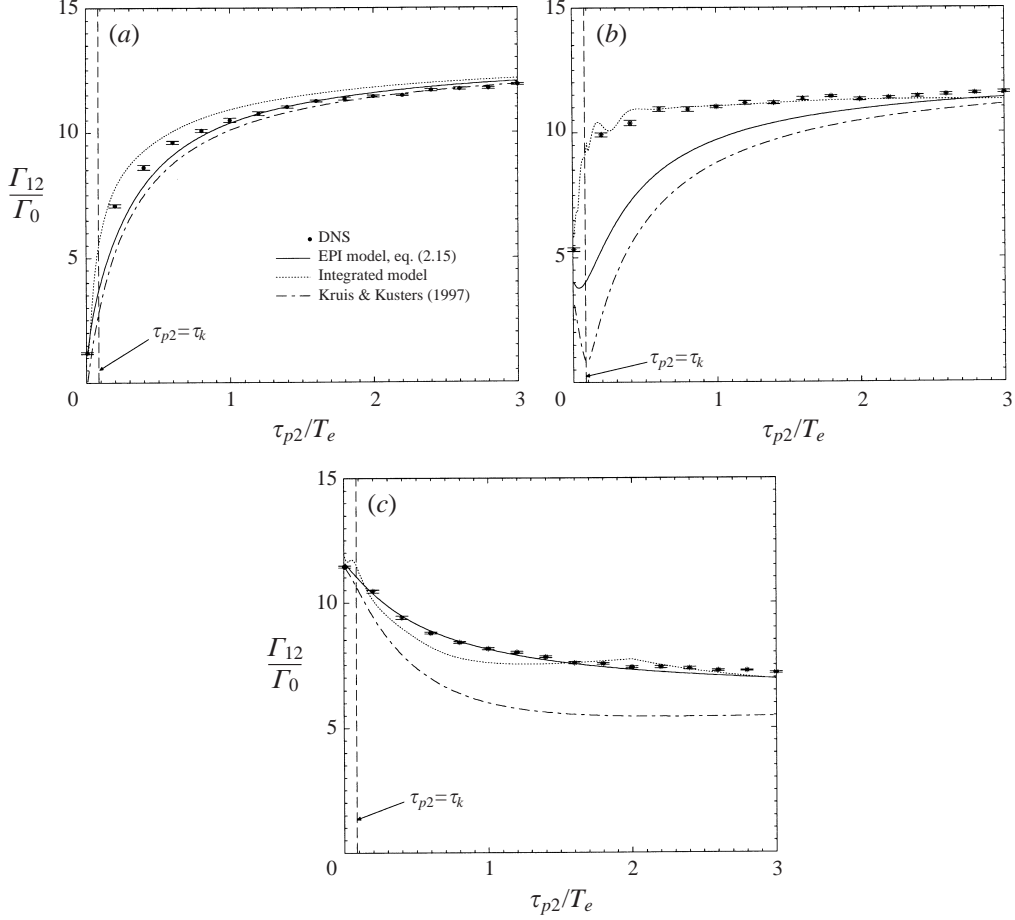 (a)
15
10
5
0
1
2
3
Γ12
Γ0
DNS
EPI model, eq. (2.15)
Integrated model
Kruis & Kusters (1997)
τp2=τk
τp2/Te
(b)
15
10
5
0
1
2
3
τp2=τk
τp2/Te
(c)
15
10
5
0
1
2
3
Γ12
Γ0
τp2=τk
τp2/Te